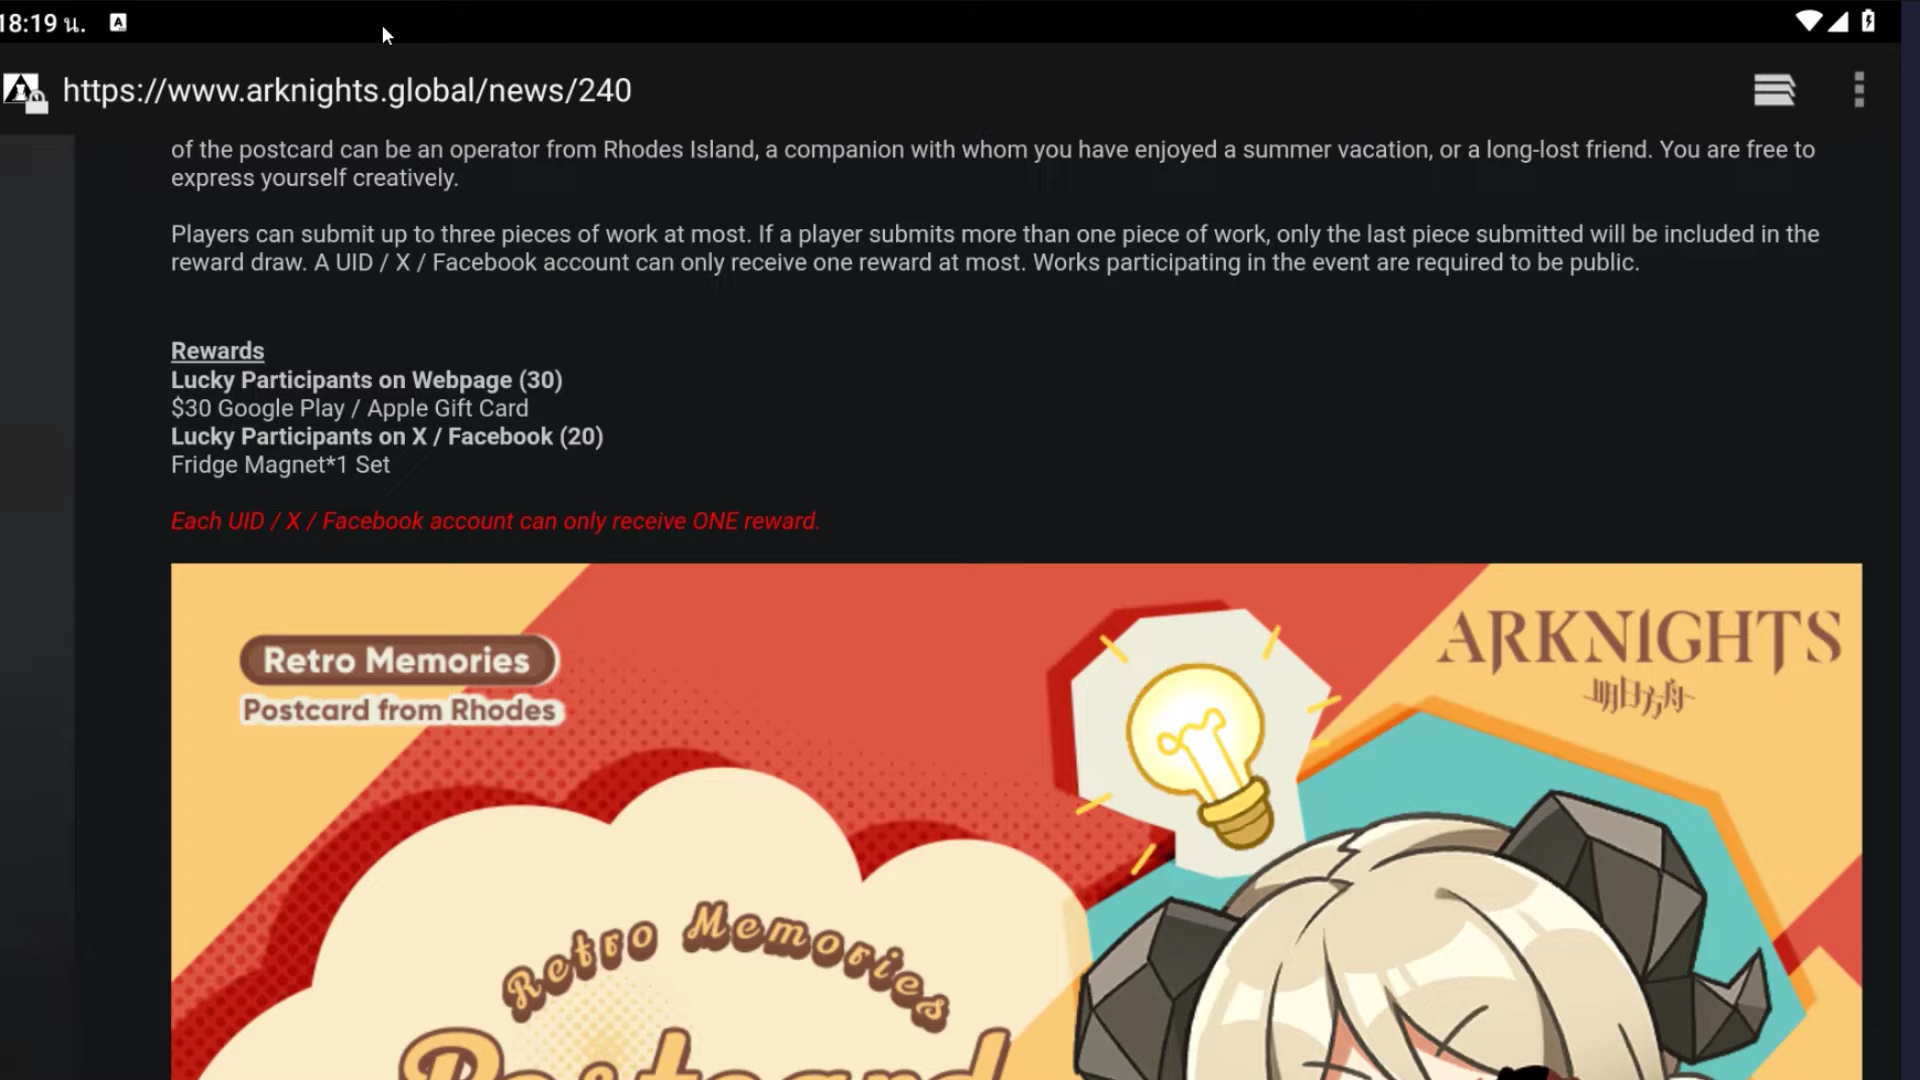 18:19 น.
A
https://www.arknights.global/news/240
of the postcard can be an operator from Rhodes Island, a companion with whom you have enjoyed a summer vacation, or a long-lost friend. You are free to
express yourself creatively.
Players can submit up to three pieces of work at most. If a player submits more than one piece of work, only the last piece submitted will be included in the
reward draw. A UID / X / Facebook account can only receive one reward at most. Works participating in the event are required to be public.
Rewards
Lucky Participants on Webpage (30)
$30 Google Play / Apple Gift Card
Lucky Participants on X / Facebook (20)
Fridge Magnet*1 Set
Each UID / X / Facebook account can only receive ONE reward.
Retro Memories
Postcard from Rhodes
ARKNIGHTS
明日方舟
Retro Memories
Postcard